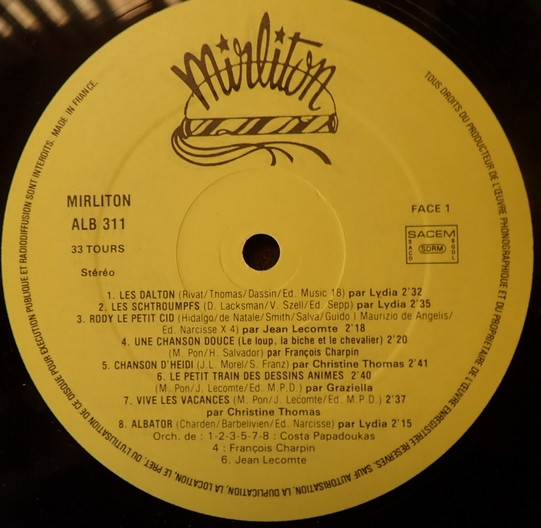 mirliton
TOUS DROITS DU PRODUCTEUR DE L'ŒUVRE PHONOGRAPHIQUE ET DU PROPRIETAIRE DE L'ŒUVRE ENREGISTREE RESERVES. SAUF AUTORISATION, LA DUPLICATION, LA LOCATION, LE PRET, OU L'UTILISATION DE CE DISQUE POUR EXECUTION PUBLIQUE ET RADIODIFFUSION SONT INTERDITS. MADE IN FRANCE.
MIRLITON
ALB 311
33 TOURS
Stéréo
FACE 1
SACEM
SACD
SDRM
SGDL
1. LES DALTON (Rivat/Thomas/Dassin/Ed. Music 18) par Lydia 2'32
2. LES SCHTROUMPFS (D. Lacksman/V. Szell/Ed. Sepp) par Lydia 2'35
3. RODY LE PETIT CID (Hidalgo/de Natale/Smith/Salva/Guido I Maurizio de Angelis/
Ed. Narcisse X 4) par Jean Lecomte 2'18
4. UNE CHANSON DOUCE (Le loup, la biche et le chevalier) 2'20
(M. Pon/H. Salvador) par François Charpin
5. CHANSON D'HEIDI (J.L. Morel/S. Franz) par Christine Thomas 2'41
6. LE PETIT TRAIN DES DESSINS ANIMES 2'40
(M. Pon/J. Lecomte/Ed. M.P.D.) par Graziella
7. VIVE LES VACANCES (M. Pon/J. Lecomte/Ed. M.P.D.) 2'37
par Christine Thomas
8. ALBATOR (Charden/Barbelivien/Ed. Narcisse) par Lydia 2'15
Orch. de : 1-2-3-5-7-8 : Costa Papadoukas
4 : François Charpin
6. Jean Lecomte